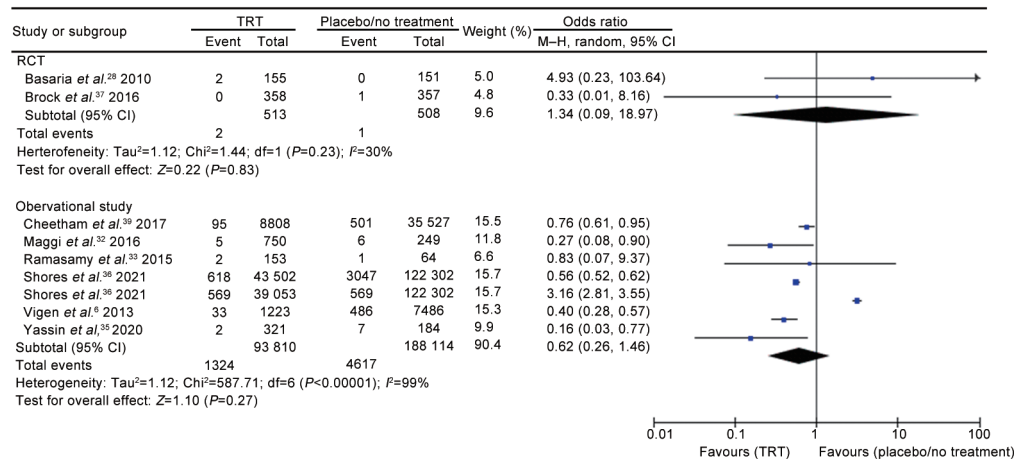 Study or subgroup TRT Placebo/no treatment Weight (%) Odds ratio
Event Total Event Total M–H, random, 95% CI
RCT
Basaria et al.28 2010 2 155 0 151 5.0 4.93 (0.23, 103.64)
Brock et al.37 2016 0 358 1 357 4.8 0.33 (0.01, 8.16)
Subtotal (95% CI) 513 508 9.6 1.34 (0.09, 18.97)
Total events 2 1
Herterofeneity: Tau²=1.12; Chi²=1.44; df=1 (P=0.23); I²=30%
Test for overall effect: Z=0.22 (P=0.83)
Obervational study
Cheetham et al.39 2017 95 8808 501 35 527 15.5 0.76 (0.61, 0.95)
Maggi et al.32 2016 5 750 6 249 11.8 0.27 (0.08, 0.90)
Ramasamy et al.33 2015 2 153 1 64 6.6 0.83 (0.07, 9.37)
Shores et al.36 2021 618 43 502 3047 122 302 15.7 0.56 (0.52, 0.62)
Shores et al.36 2021 569 39 053 569 122 302 15.7 3.16 (2.81, 3.55)
Vigen et al.6 2013 33 1223 486 7486 15.3 0.40 (0.28, 0.57)
Yassin et al,35 2020 2 321 7 184 9.9 0.16 (0.03, 0.77)
Subtotal (95% CI) 93 810 188 114 90.4 0.62 (0.26, 1.46)
Total events 1324 4617
Heterogeneity: Tau²=1.12; Chi²=587.71; df=6 (P<0.00001); I²=99%
Test for overall effect: Z=1.10 (P=0.27)
0.01 0.1 1 10 100
Favours (TRT) Favours (placebo/no treatment)